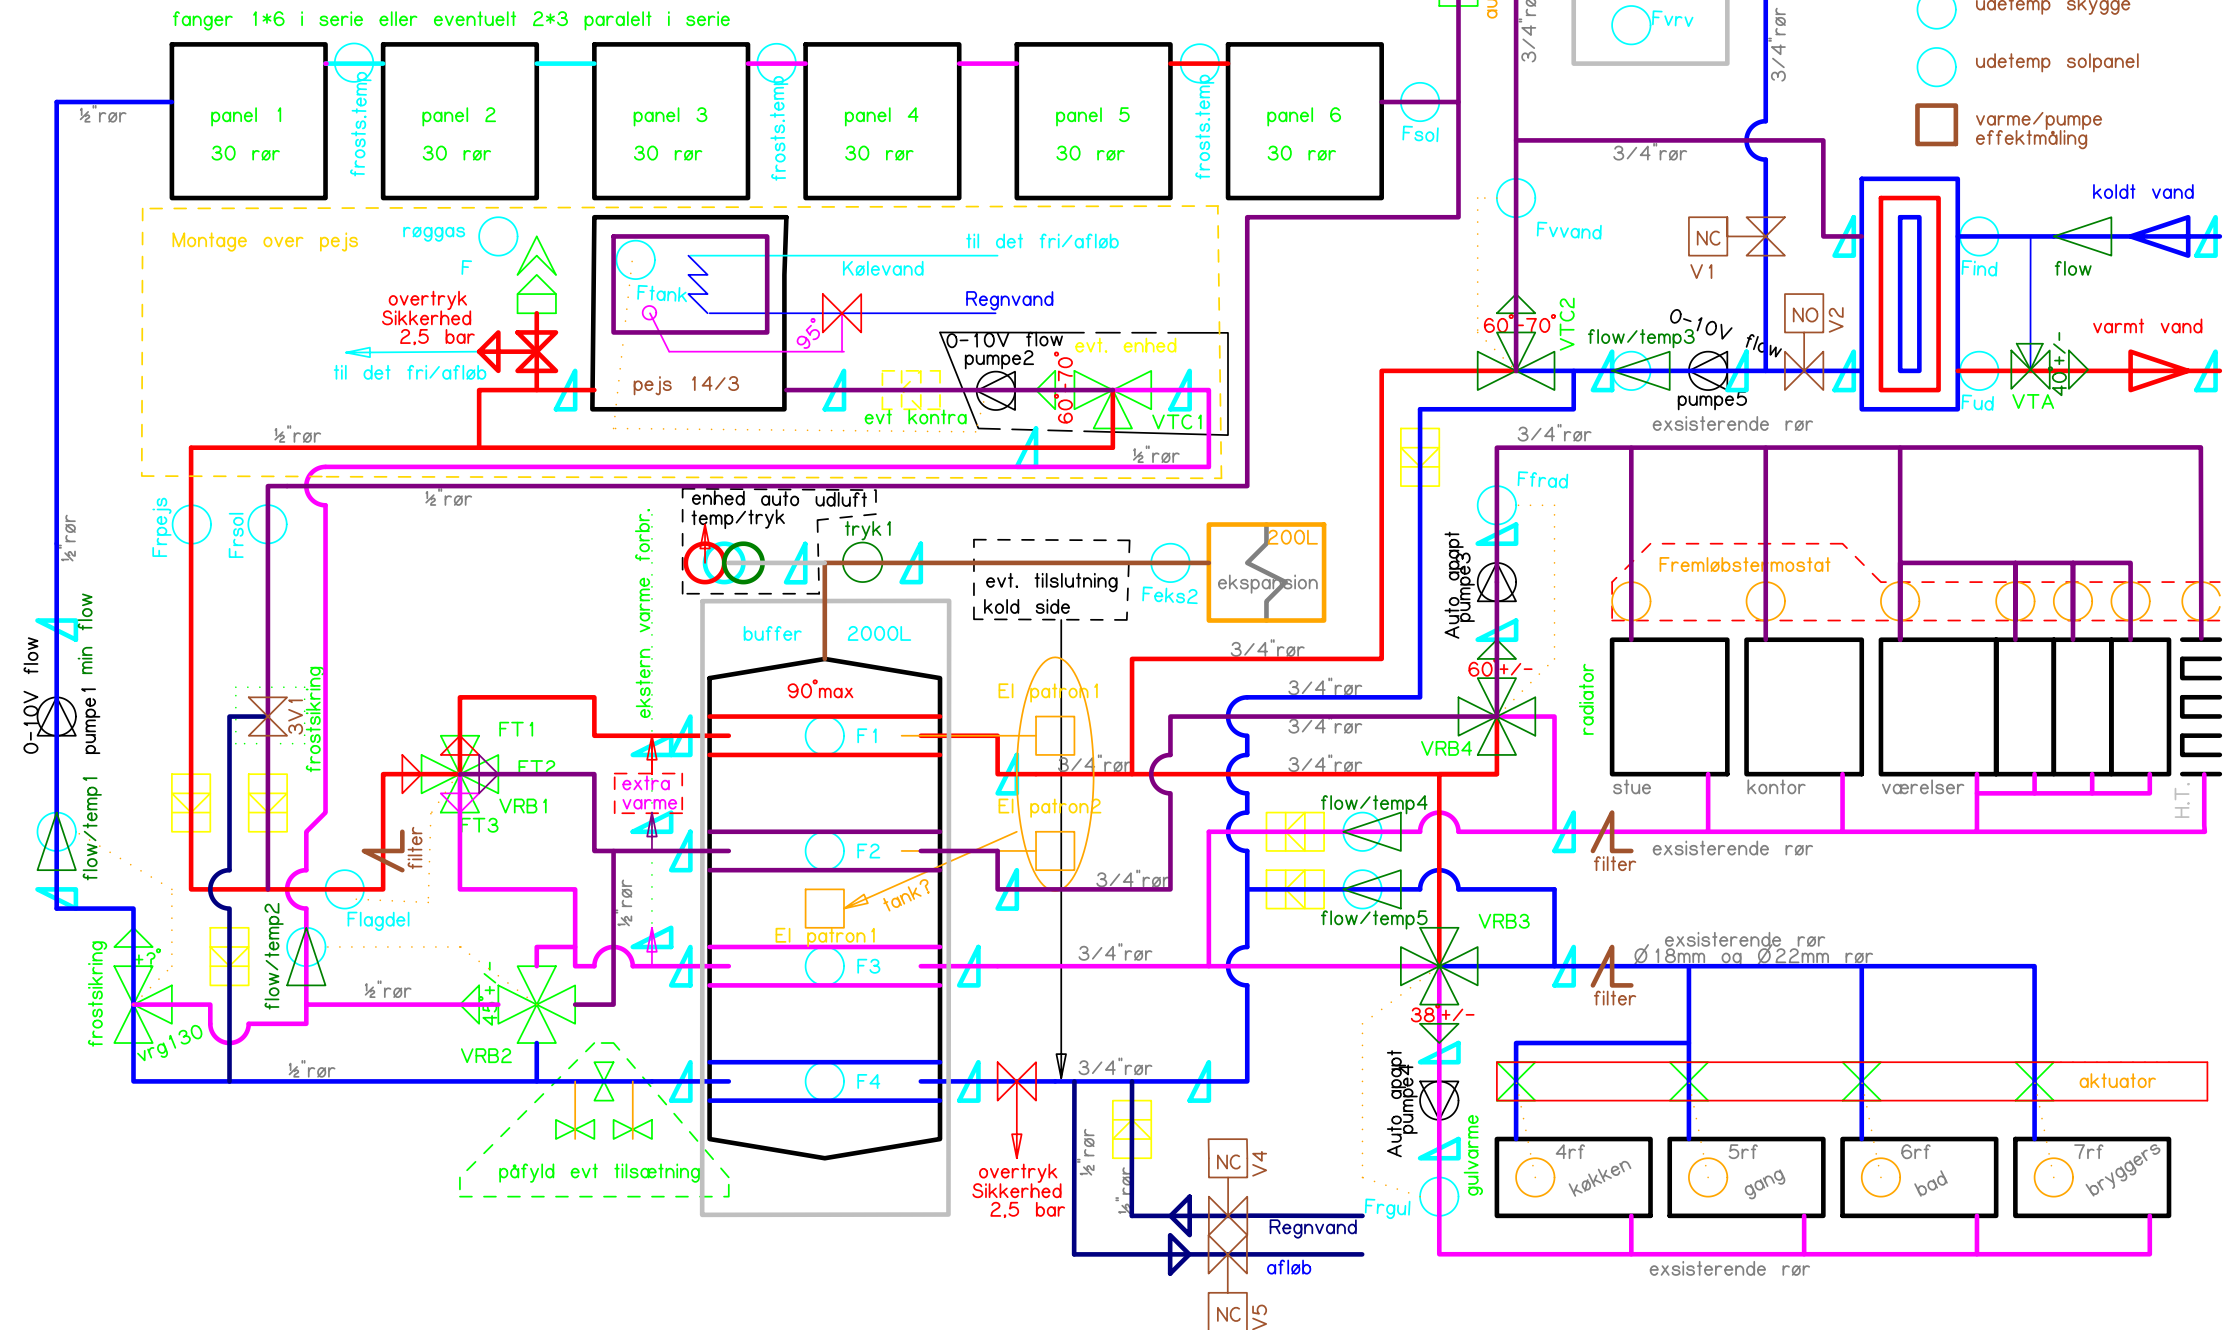 fanger 1*6 i serie eller eventuelt 2*3 paralelt i serie
3/4"rør
Fvrv
3/4"rør
udetemp skygge
udetemp solpanel
varme/pumpe
effektmåling
½"rør
panel 1
30 rør
frosts.temp
panel 2
30 rør
panel 3
30 rør
frosts.temp
panel 4
30 rør
panel 5
30 rør
frosts.temp
panel 6
30 rør
Fsol
3/4"rør
koldt vand
Montage over pejs
røggas
F
til det fri/afløb
Kølevand
Ftank
Regnvand
95°
overtryk
Sikkerhed
2,5 bar
til det fri/afløb
pejs 14/3
0-10V flow
pumpe2
evt. enhed
60°-70°
evt kontra
VTC1
Fvvand
NC
V1
Find
flow
60°-70°
VTC2
flow/temp3
0-10V flow
NO
V2
varmt vand
pumpe5
Fud
VTA
40°+/-
exsisterende rør
½"rør
½"rør
½"rør
3/4"rør
Ffrad
½"rør
Frpejs
Frsol
enhed auto udluft
temp/tryk
tryk1
ekstern varme forbr.
evt. tilslutning
kold side
Feks2
200L
ekspansion
Auto apapt
pumpe3
Fremløbstermostat
buffer 2000L
3/4"rør
60°+/-
radiator
0-10V flow
pumpe1 min flow
flow/temp1
frostsikring
3V1
90°max
El patron1
3/4"rør
3/4"rør
VRB4
FT1
FT2
VRB1
FT3
F1
3/4"rør
3/4"rør
extra
varme
El patron2
flow/temp4
stue
kontor
værelser
H.T.
filter
F2
3/4"rør
filter
exsisterende rør
Flagdel
½"rør
tank?
El patron1
flow/temp5
VRB3
frostsikring
+3°
flow/temp2
F3
3/4"rør
exsisterende rør
Ø18mm og Ø22mm rør
filter
½"rør
45°+/-
vrg130
VRB2
38°+/-
½"rør
F4
3/4"rør
Auto apapt
pumpe4
aktuator
påfyld evt tilsætning
overtryk
Sikkerhed
2,5 bar
½"rør
½"rør
NC
V4
Regnvand
afløb
NC
V5
Frgul
gulvarme
4rf
køkken
5rf
gang
6rf
bad
7rf
bryggers
exsisterende rør